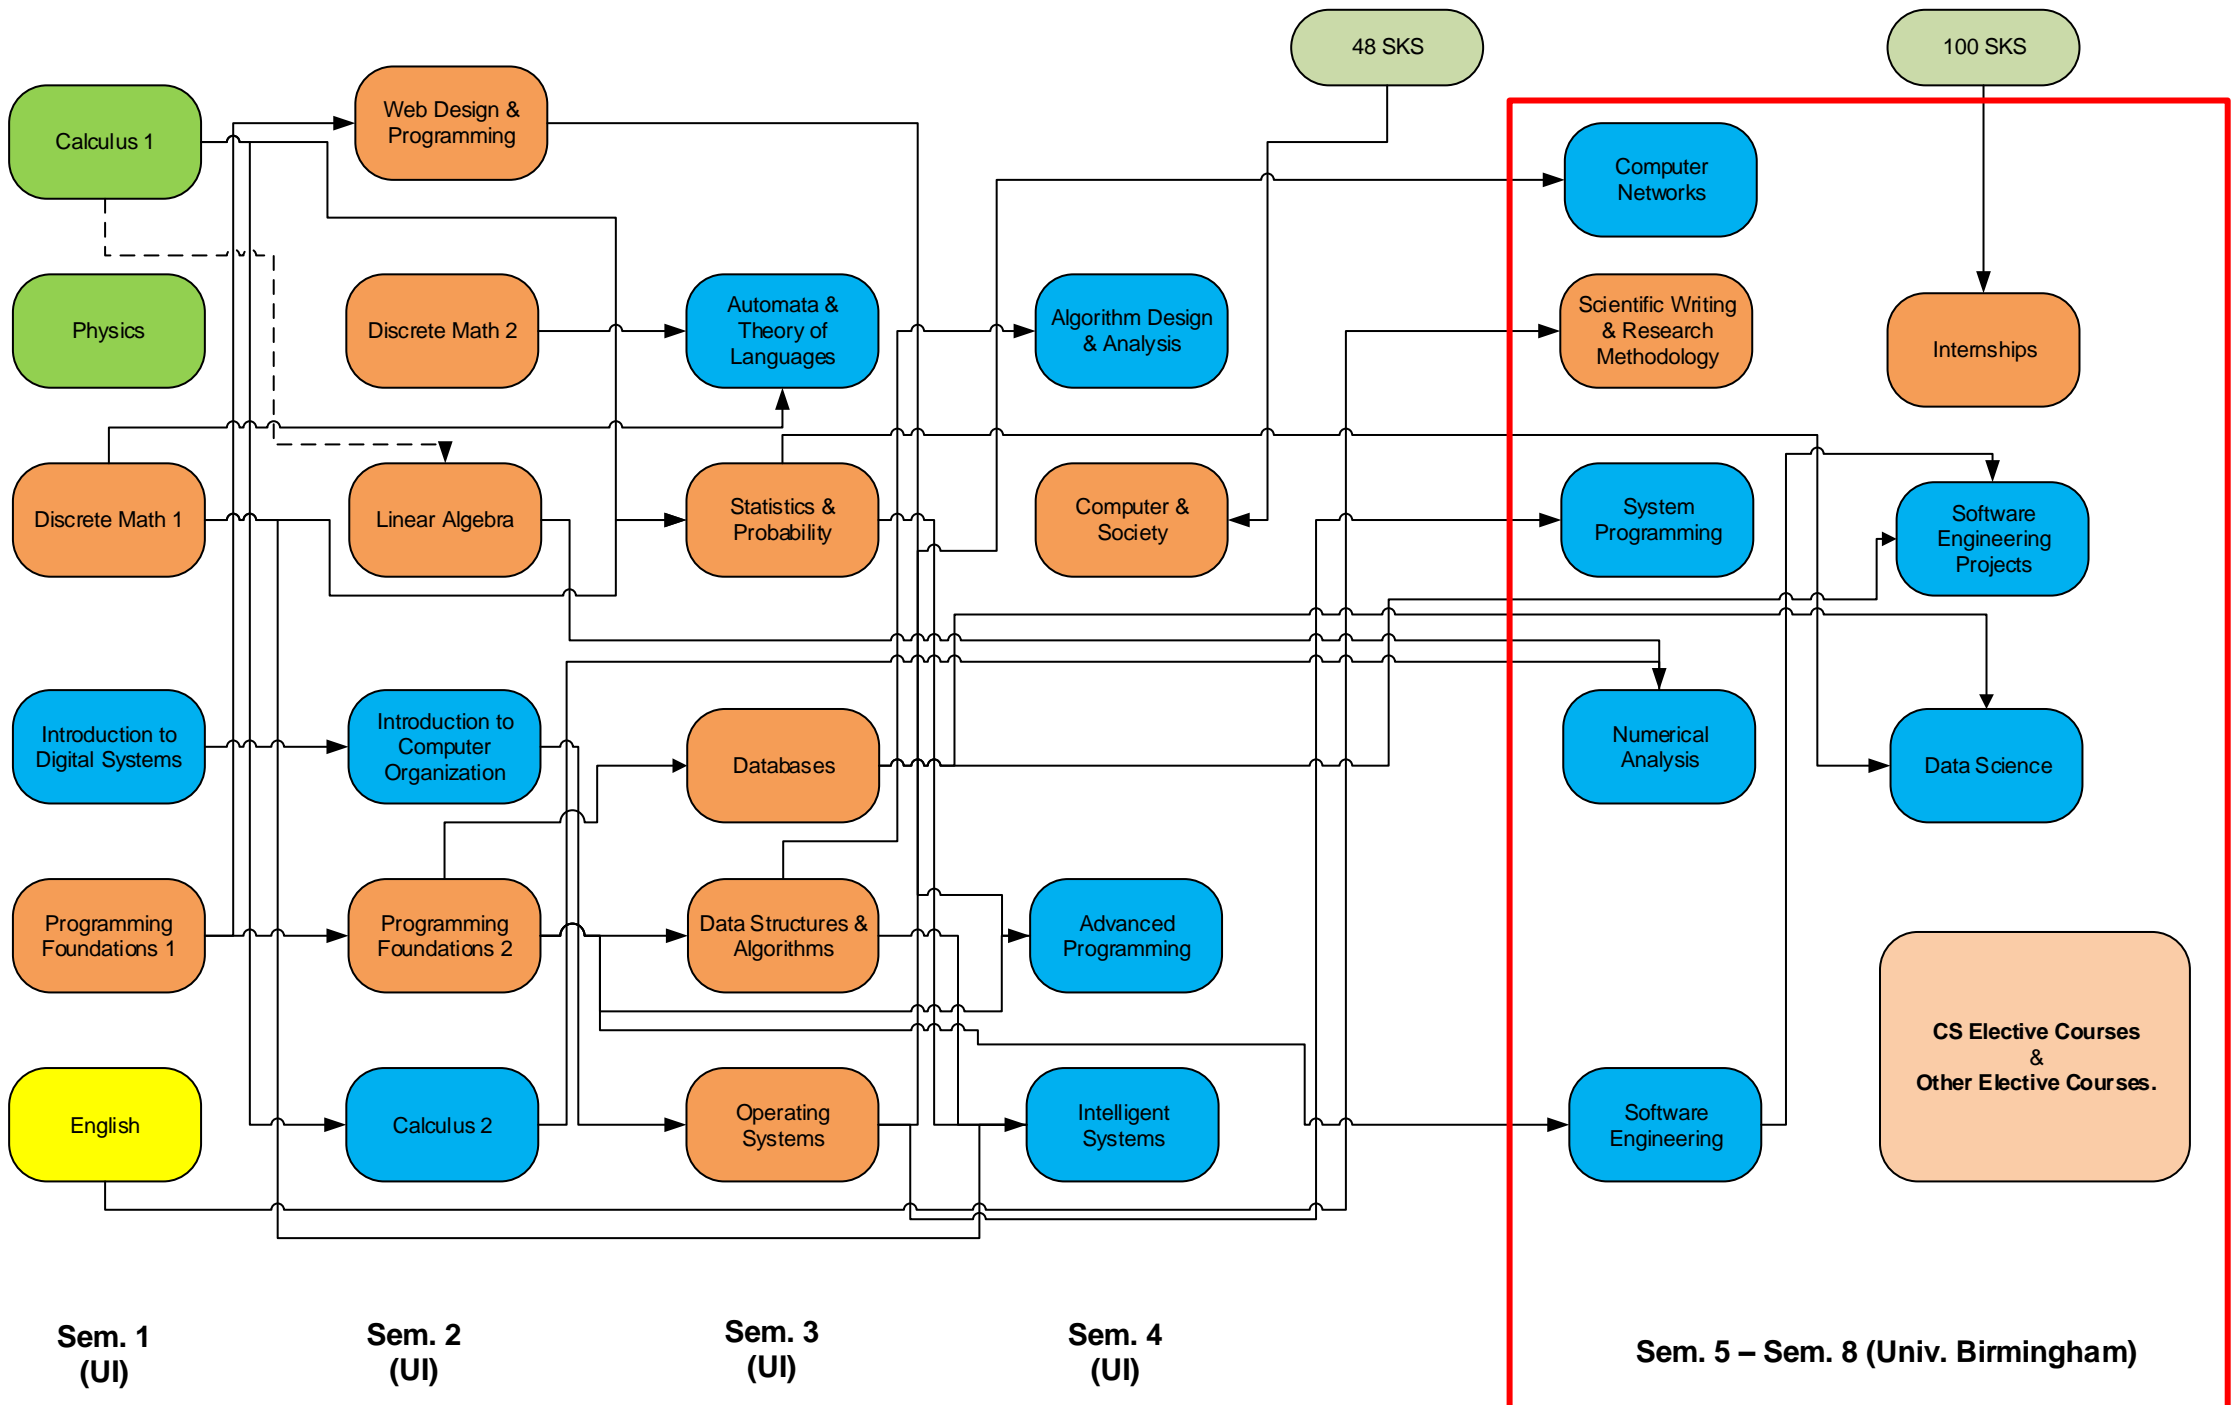 48 SKS
100 SKS
Web Design &
Programming
Calculus 1
Computer
Networks
Physics
Discrete Math 2
Automata &
Theory of
Languages
Algorithm Design
& Analysis
Scientific Writing
& Research
Methodology
Internships
Discrete Math 1
Linear Algebra
Statistics &
Probability
Computer &
Society
System
Programming
Software
Engineering
Projects
Introduction to
Digital Systems
Introduction to
Computer
Organization
Databases
Numerical
Analysis
Data Science
Programming
Foundations 1
Programming
Foundations 2
Data Structures &
Algorithms
Advanced
Programming
CS Elective Courses
&
Other Elective Courses.
English
Calculus 2
Operating
Systems
Intelligent
Systems
Software
Engineering
Sem. 1
(UI)
Sem. 2
(UI)
Sem. 3
(UI)
Sem. 4
(UI)
Sem. 5 – Sem. 8 (Univ. Birmingham)